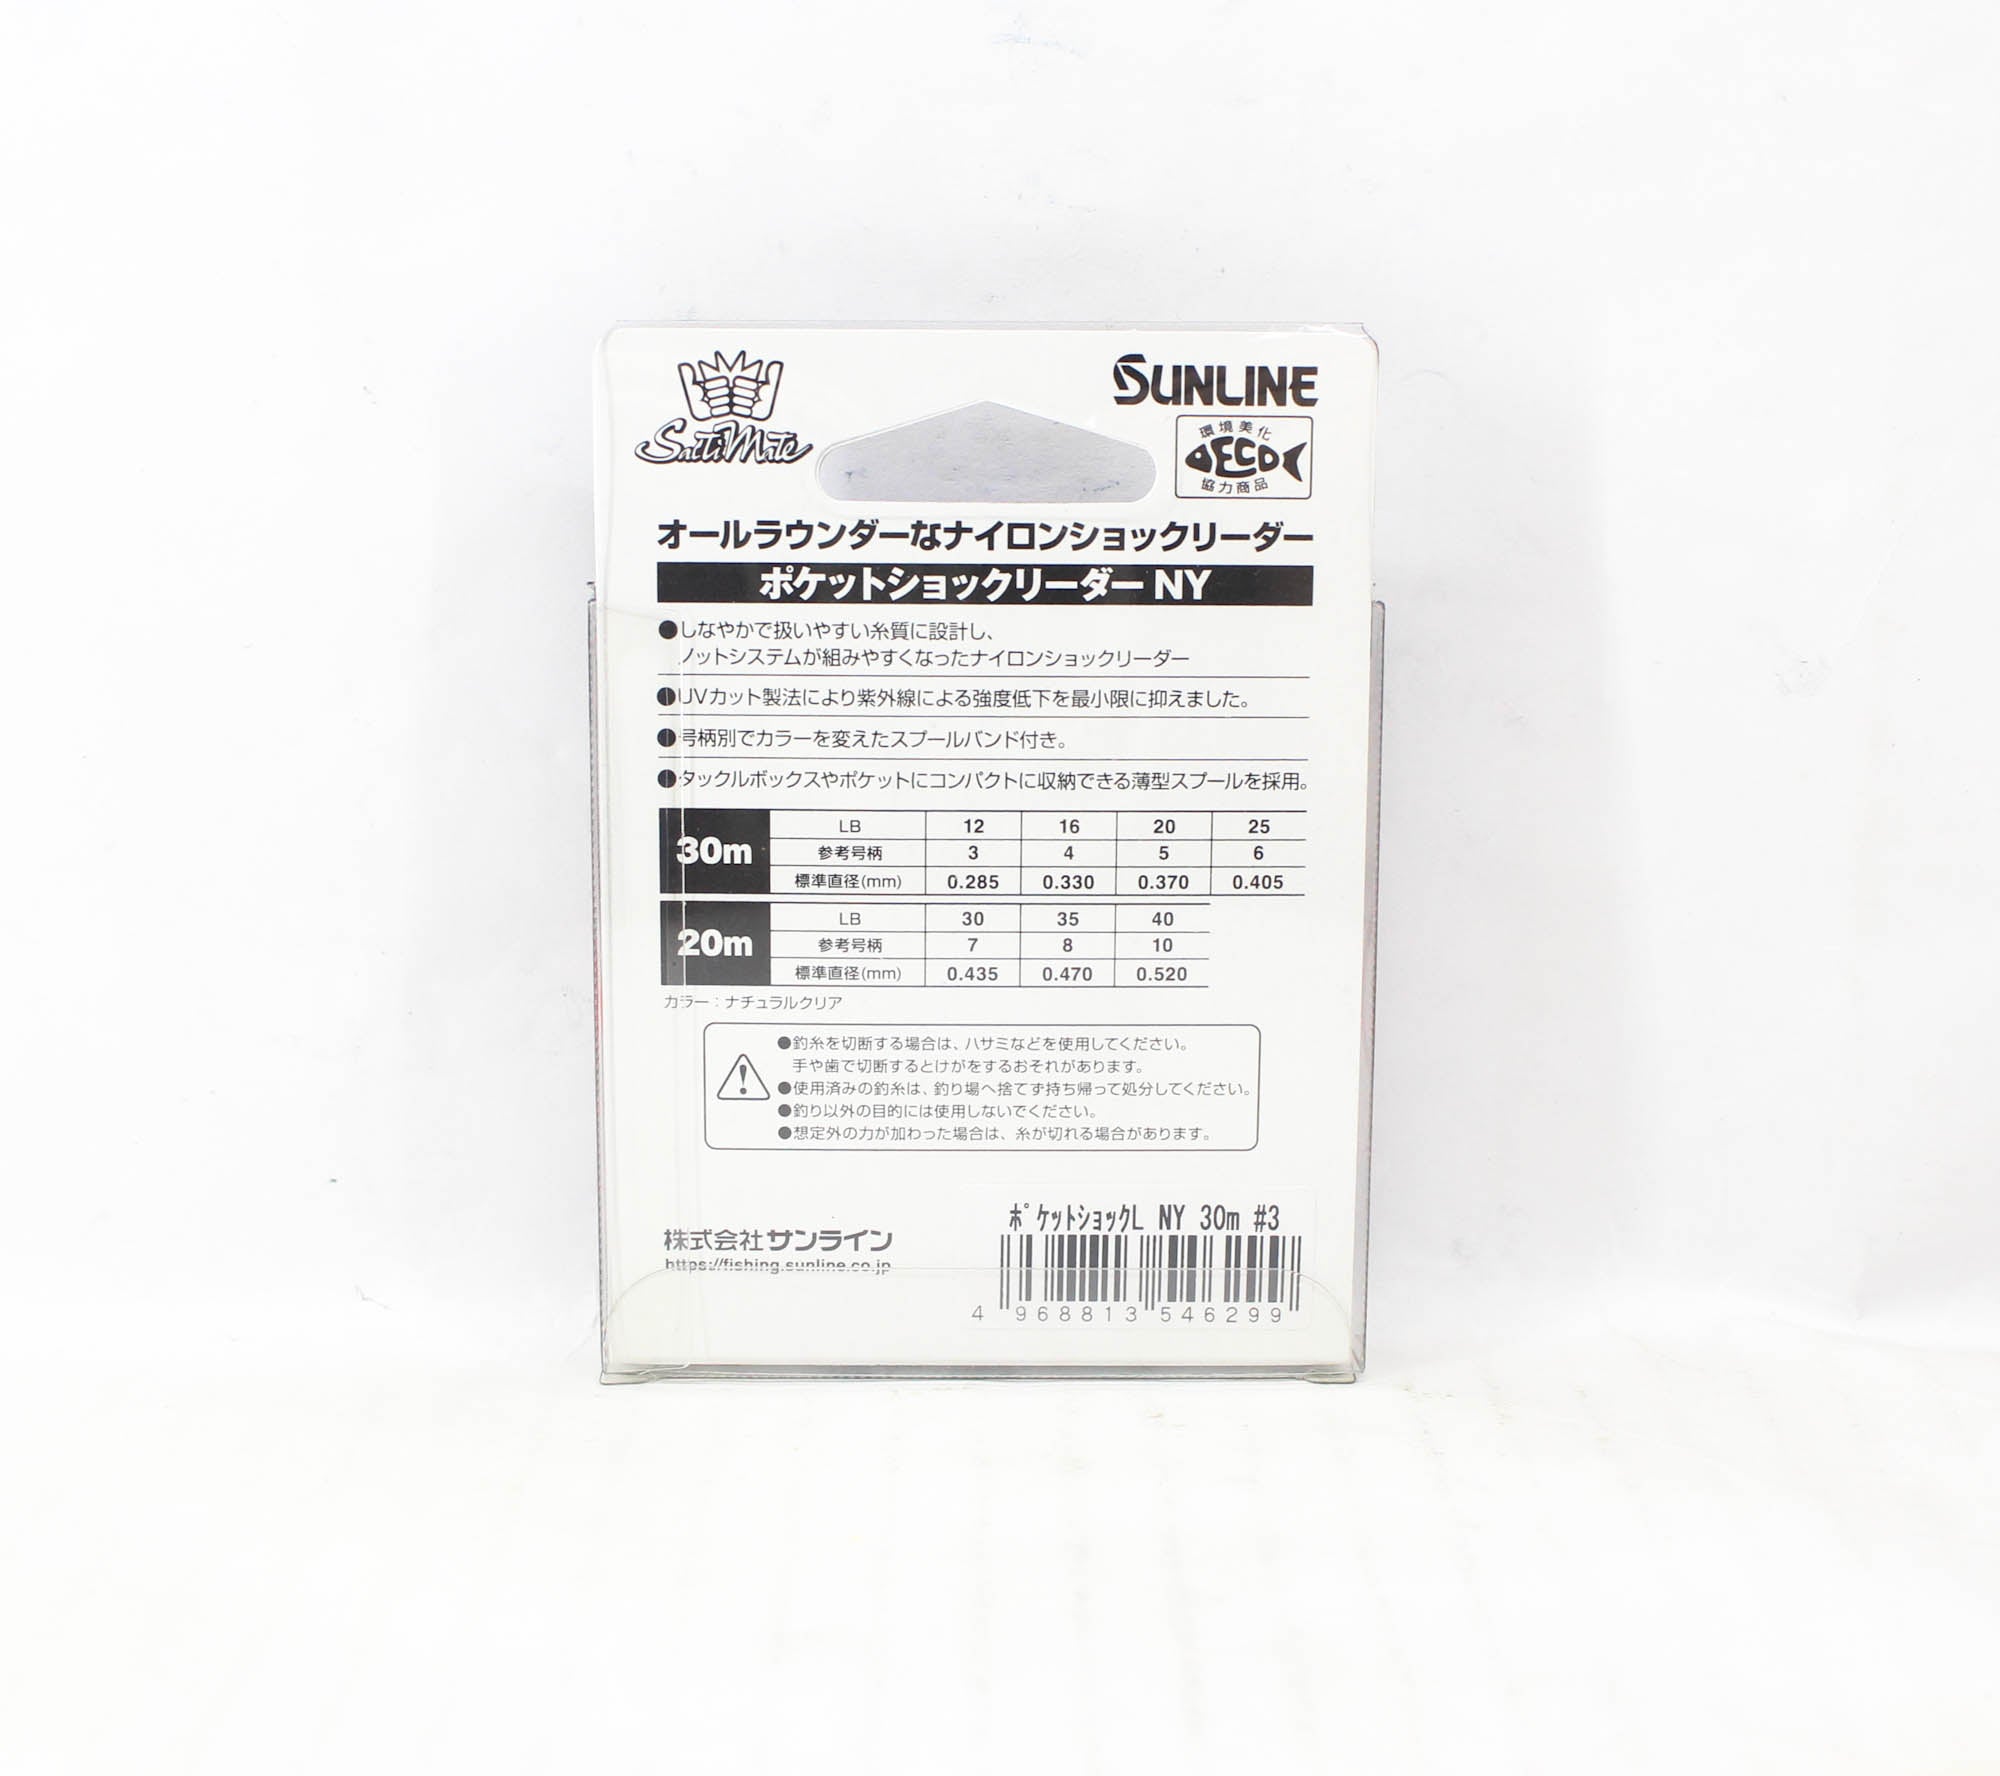 SaltiMate
SUNLINE
環境美化
ECO
協力商品
オールラウンダーなナイロンショックリーダー
ポケットショックリーダー NY
●しなやかで扱いやすい糸質に設計し、
ノットシステムが組みやすくなったナイロンショックリーダー
●UVカット製法により紫外線による強度低下を最小限に抑えました。
●号柄別でカラーを変えたスプールバンド付き。
●タックルボックスやポケットにコンパクトに収納できる薄型スプールを採用。
30m
LB 12 16 20 25
参考号柄 3 4 5 6
標準直径(mm) 0.285 0.330 0.370 0.405
20m
LB 30 35 40
参考号柄 7 8 10
標準直径(mm) 0.435 0.470 0.520
カラー：ナチュラルクリア
●釣糸を切断する場合は、ハサミなどを使用してください。
手や歯で切断するとけがをするおそれがあります。
●使用済みの釣糸は、釣り場へ捨てず持ち帰って処分してください。
●釣り以外の目的には使用しないでください。
●想定外の力が加わった場合は、糸が切れる場合があります。
株式会社サンライン
https://fishing.sunline.co.jp
ﾎﾟｹｯﾄｼｮｯｸL NY 30m #3
4 968813 546299